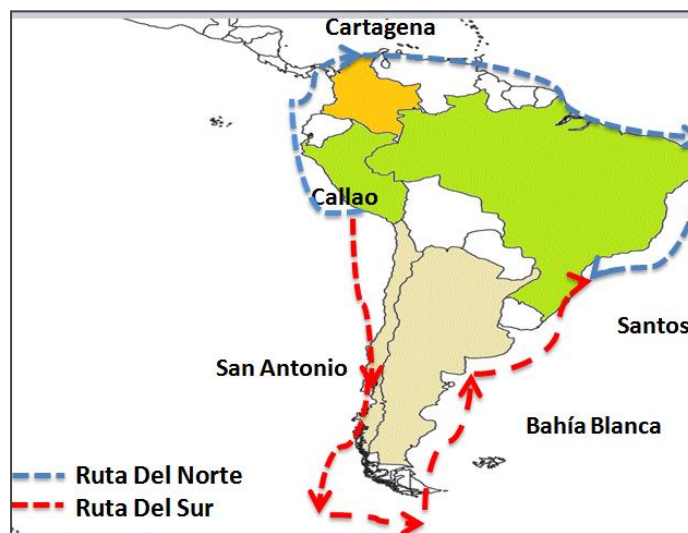 Cartagena
Callao
Santos
San Antonio
Bahía Blanca
Ruta Del Norte
Ruta Del Sur